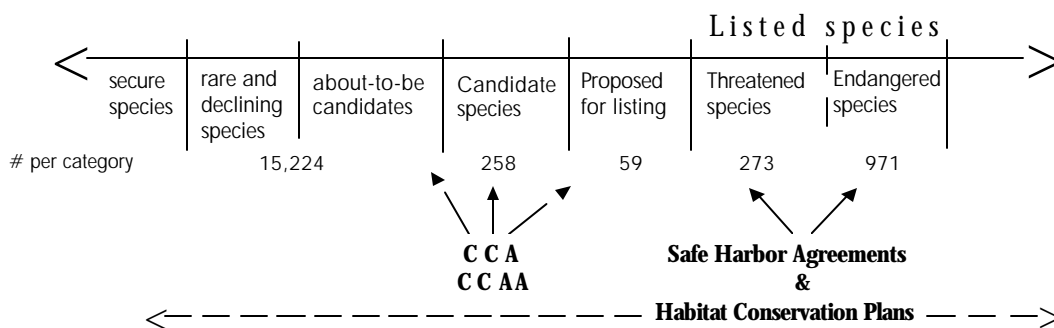 Listed species
secure species
rare and declining species
about-to-be candidates
Candidate species
Proposed for listing
Threatened species
Endangered species
# per category 15,224 258 59 273 971
CCA
CCAA
Safe Harbor Agreements
&
Habitat Conservation Plans